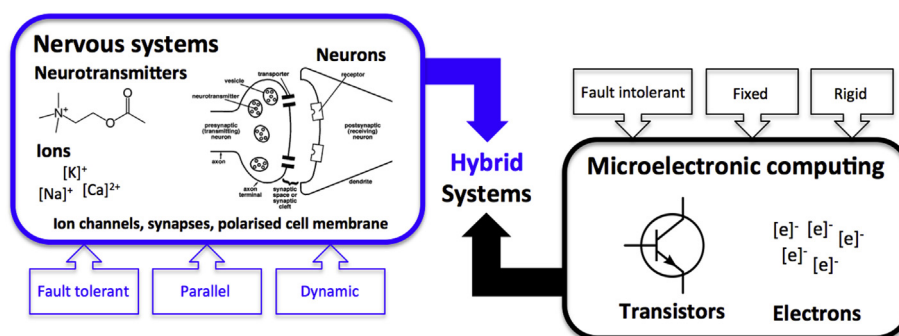 Nervous systems
Neurotransmitters
N+
O
O
Ions
[K]+
[Na]+ [Ca]2+
Neurons
transporter
receptor
vesicle
neurotransmitter
presynaptic
(transmitting)
neuron
postsynaptic
(receiving)
neuron
axon
axon
terminal
synaptic
space or
synaptic
cleft
dendrite
Ion channels, synapses, polarised cell membrane
Fault tolerant
Parallel
Dynamic
Hybrid
Systems
Fault intolerant
Fixed
Rigid
Microelectronic computing
[e]- [e]- [e]-
[e]- [e]-
Transistors
Electrons